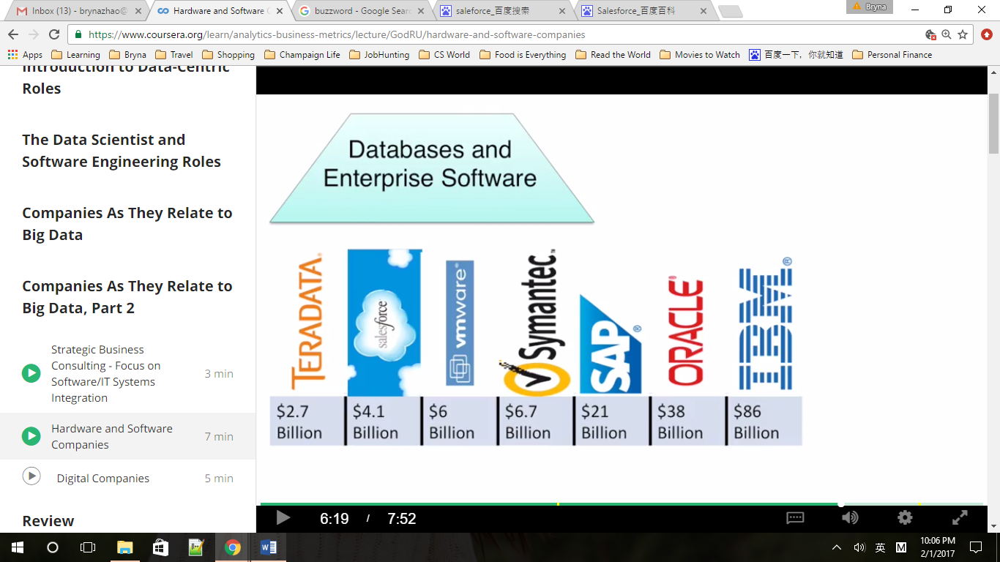 Inbox (13) - brynazhao@
Hardware and Software C
buzzword - Google Sear
saleforce_百度搜索
Salesforce_百度百科
Bryna
https://www.coursera.org/learn/analytics-business-metrics/lecture/GodRU/hardware-and-software-companies
Apps Learning Bryna Travel Shopping Champaign Life JobHunting CS World Food is Everything Read the World Movies to Watch 百度一下，你就知道 Personal Finance
Introduction to Data-Centric
Roles
The Data Scientist and
Software Engineering Roles
Companies As They Relate to
Big Data
Companies As They Relate to
Big Data, Part 2
Strategic Business
Consulting - Focus on
Software/IT Systems
Integration
3 min
Hardware and Software
Companies
7 min
Digital Companies
5 min
Review
Databases and
Enterprise Software
TERADATA®
salesforce
vmware®
Symantec™
SAP®
ORACLE®
IBM®
$2.7
Billion
$4.1
Billion
$6
Billion
$6.7
Billion
$21
Billion
$38
Billion
$86
Billion
6:19 / 7:52
英 M
10:06 PM
2/1/2017